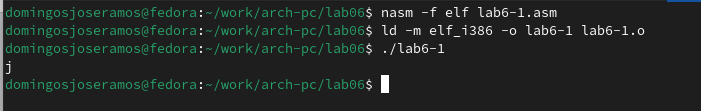 domingosjoseramos@fedora:~/work/arch-pc/lab06$ nasm -f elf lab6-1.asm
domingosjoseramos@fedora:~/work/arch-pc/lab06$ ld -m elf_i386 -o lab6-1 lab6-1.o
domingosjoseramos@fedora:~/work/arch-pc/lab06$ ./lab6-1
j
domingosjoseramos@fedora:~/work/arch-pc/lab06$